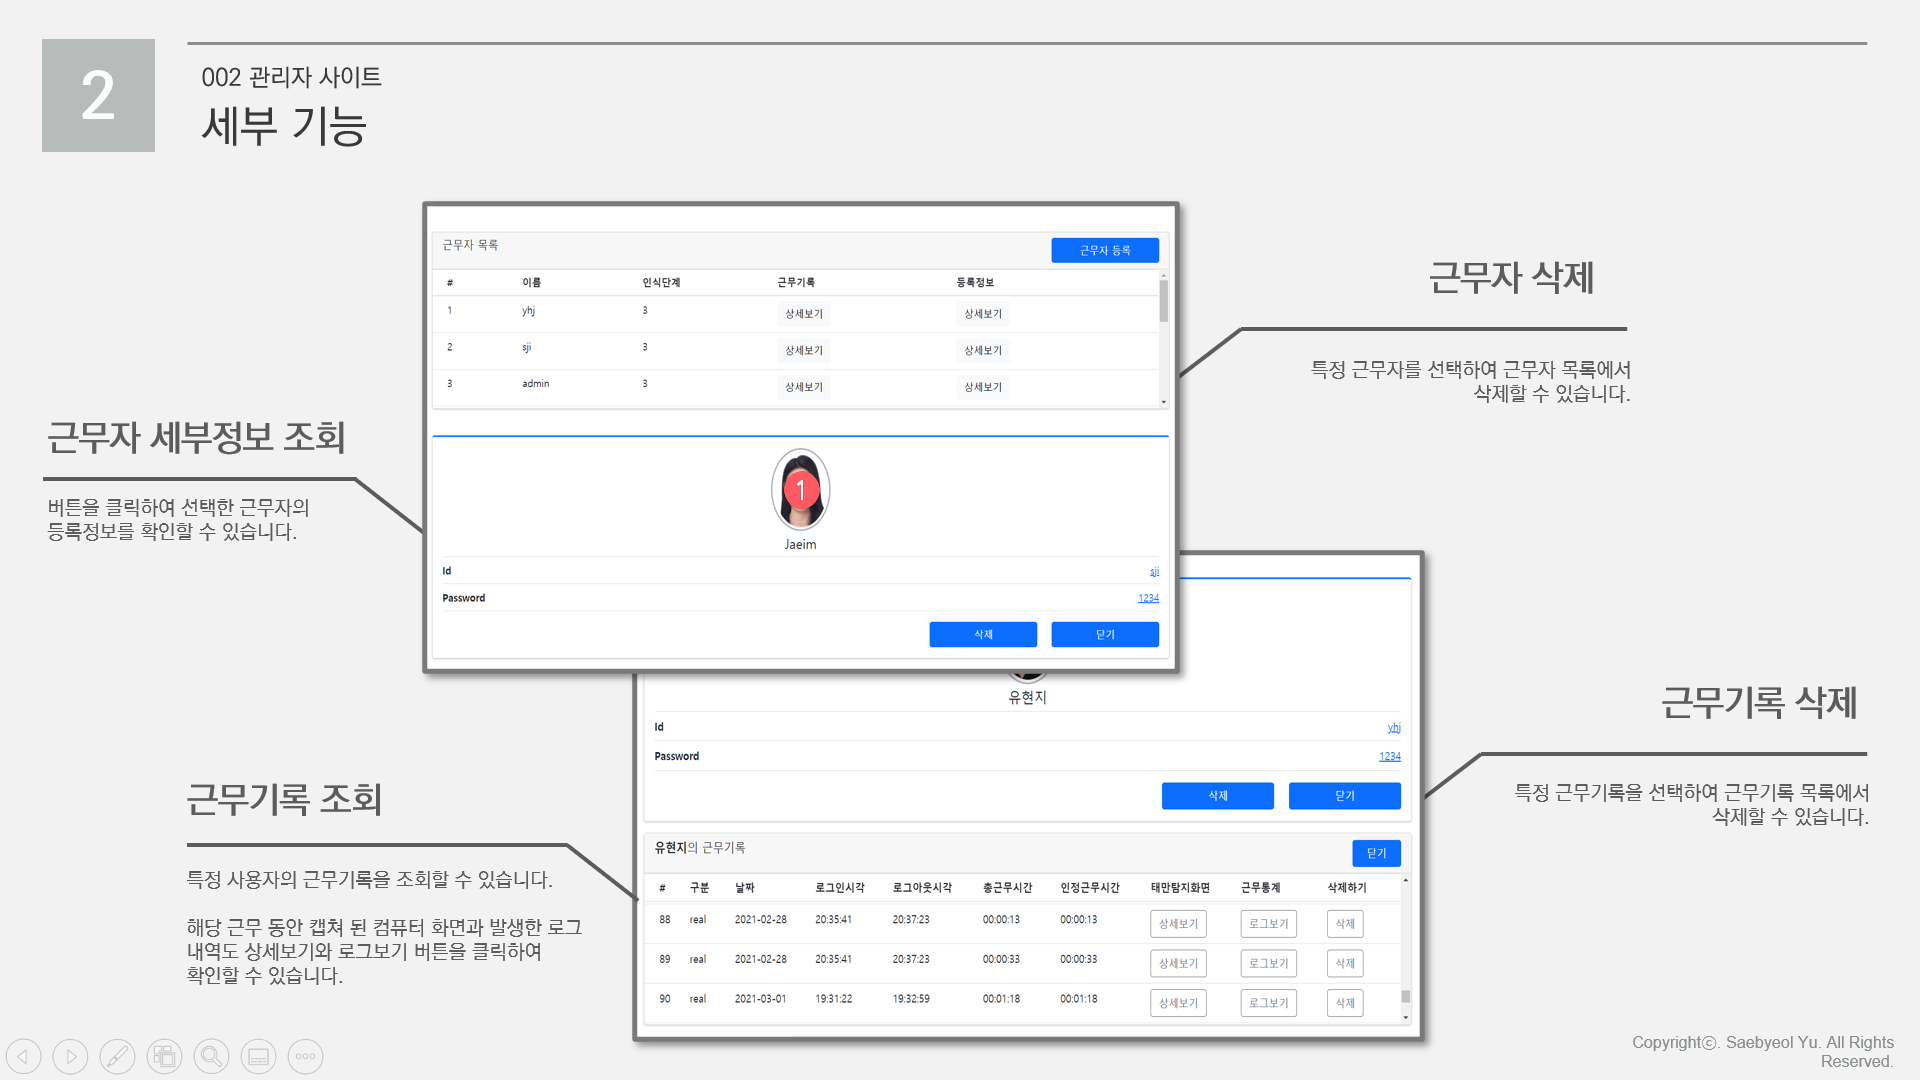 2
002 관리자 사이트
세부 기능
근무자 목록
근무자 등록
# 이름 인식단계 근무기록 등록정보
1 yhj 3 상세보기 상세보기
2 sji 3 상세보기 상세보기
3 admin 3 상세보기 상세보기
1
Jaeim
Id sji
Password 1234
삭제 닫기
근무자 삭제
특정 근무자를 선택하여 근무자 목록에서
삭제할 수 있습니다.
근무자 세부정보 조회
버튼을 클릭하여 선택한 근무자의
등록정보를 확인할 수 있습니다.
유현지
Id yhj
Password 1234
삭제 닫기
유현지의 근무기록
닫기
# 구분 날짜 로그인시각 로그아웃시각 총근무시간 인정근무시간 태만탐지화면 근무통계 삭제하기
88 real 2021-02-28 20:35:41 20:37:23 00:00:13 00:00:13 상세보기 로그보기 삭제
89 real 2021-02-28 20:35:41 20:37:23 00:00:33 00:00:33 상세보기 로그보기 삭제
90 real 2021-03-01 19:31:22 19:32:59 00:01:18 00:01:18 상세보기 로그보기 삭제
근무기록 삭제
특정 근무기록을 선택하여 근무기록 목록에서
삭제할 수 있습니다.
근무기록 조회
특정 사용자의 근무기록을 조회할 수 있습니다.
해당 근무 동안 캡쳐 된 컴퓨터 화면과 발생한 로그
내역도 상세보기와 로그보기 버튼을 클릭하여
확인할 수 있습니다.
Copyrightⓒ. Saebyeol Yu. All Rights
Reserved.